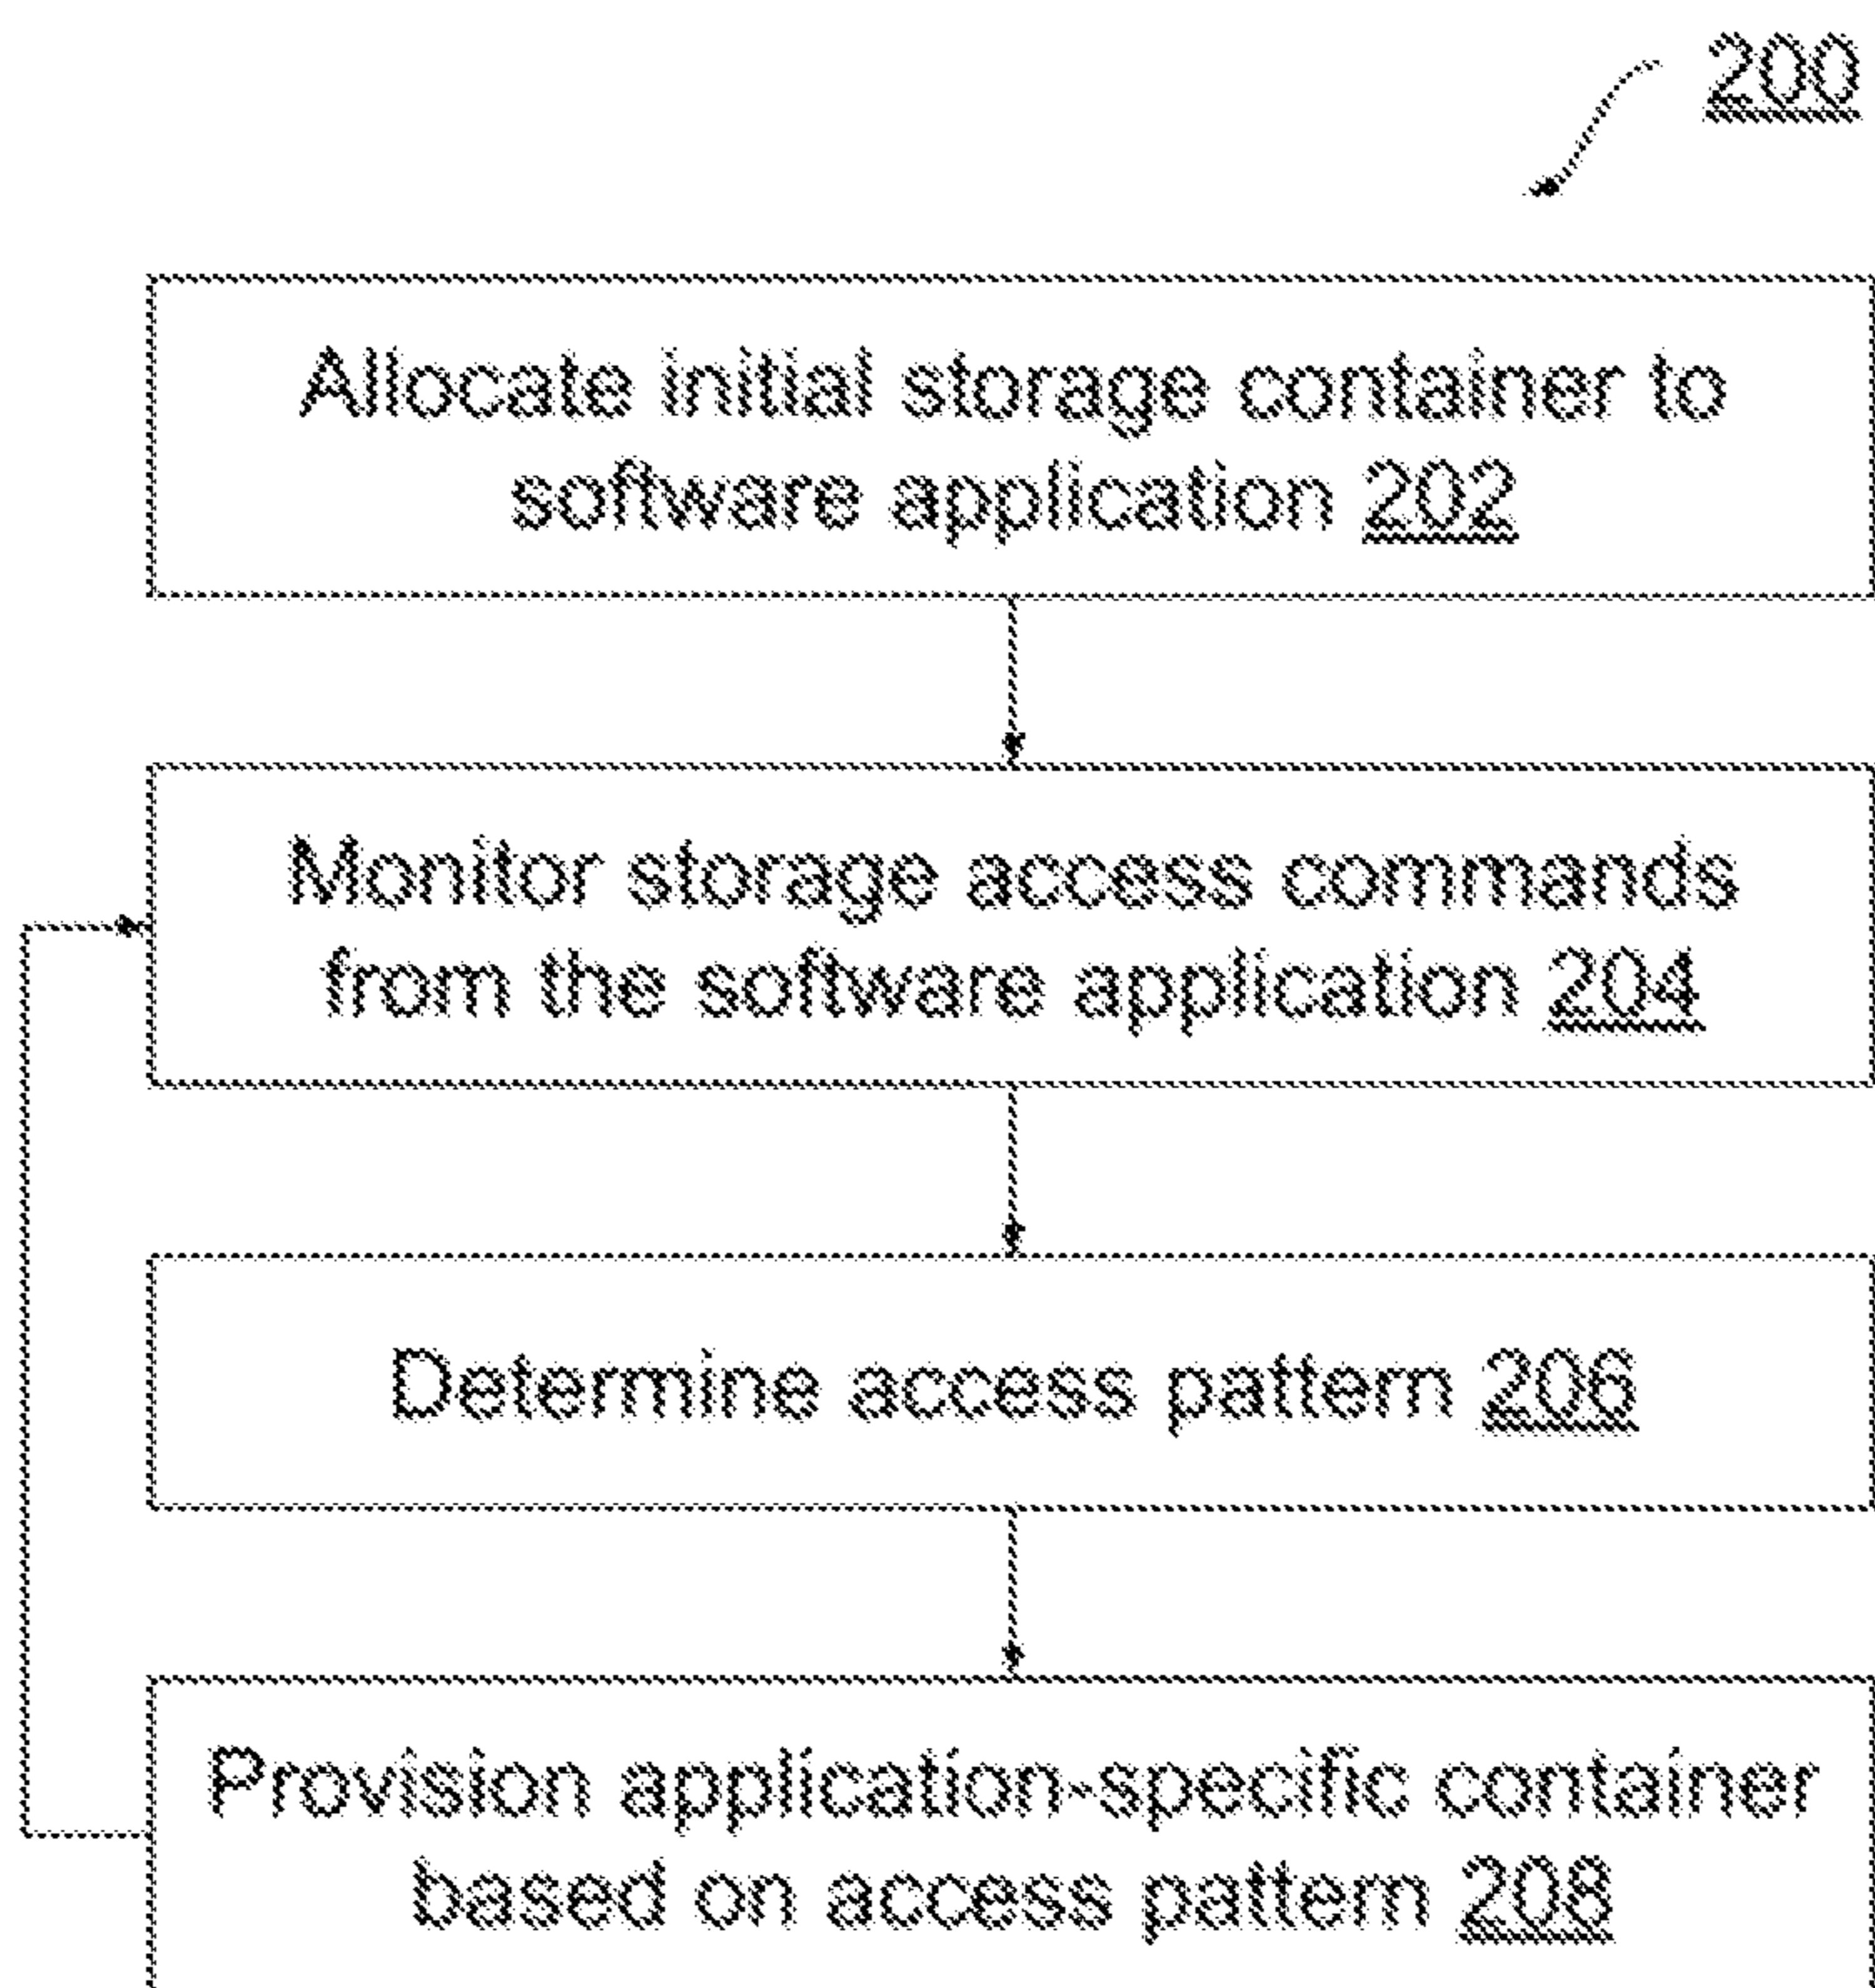 200
Allocate initial storage container to
software application 202
Monitor storage access commands
from the software application 204
Determine access pattern 206
Provision application-specific container
based on access pattern 208